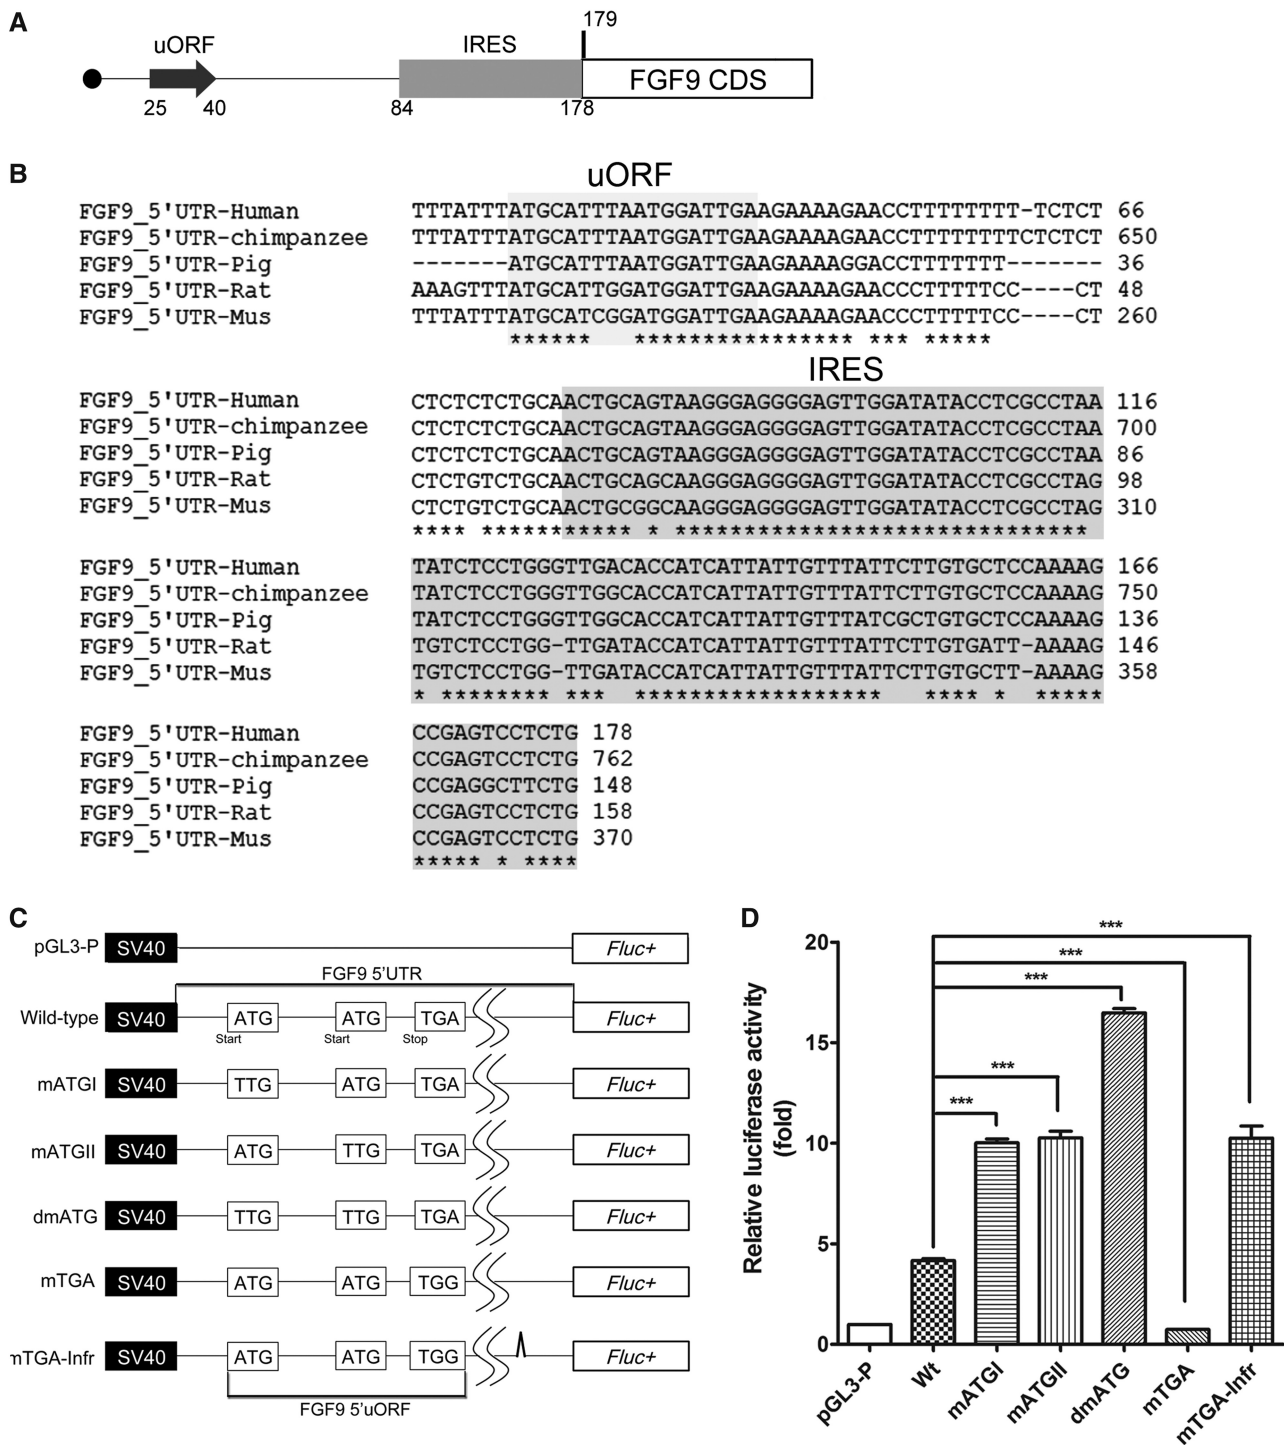 A
179
uORF
IRES
FGF9 CDS
25 40 84 178
B
uORF
FGF9_5'UTR-Human TTTATTTATGCATTTAATGGATTGAAGAAAAGAACCTTTTTTTT-TCTCT 66
FGF9_5'UTR-chimpanzee TTTATTTATGCATTTAATGGATTGAAGAAAAGAACCTTTTTTTTCTCTCT 650
FGF9_5'UTR-Pig -------ATGCATTTAATGGATTGAAGAAAAGGACCTTTTTTT------- 36
FGF9_5'UTR-Rat AAAGTTTATGCATTGGATGGATTGAAGAAAAGAACCCTTTTTCC----CT 48
FGF9_5'UTR-Mus TTTATTTATGCATCGGATGGATTGAAGAAAAGAACCCTTTTTCC----CT 260
****** **************** *** *****
IRES
FGF9_5'UTR-Human CTCTCTCTGCAACTGCAGTAAGGGAGGGGAGTTGGATATACCTCGCCTAA 116
FGF9_5'UTR-chimpanzee CTCTCTCTGCAACTGCAGTAAGGGAGGGGAGTTGGATATACCTCGCCTAA 700
FGF9_5'UTR-Pig CTCTCTCTGCAACTGCAGTAAGGGAGGGGAGTTGGATATACCTCGCCTAA 86
FGF9_5'UTR-Rat CTCTGTCTGCAACTGCAGCAAGGGAGGGGAGTTGGATATACCTCGCCTAG 98
FGF9_5'UTR-Mus CTCTGTCTGCAACTGCGGCAAGGGAGGGGAGTTGGATATACCTCGCCTAG 310
**** *********** * ******************************
FGF9_5'UTR-Human TATCTCCTGGGTTGACACCATCATTATTGTTTATTCTTGTGCTCCAAAAG 166
FGF9_5'UTR-chimpanzee TATCTCCTGGGTTGGCACCATCATTATTGTTTATTCTTGTGCTCCAAAAG 750
FGF9_5'UTR-Pig TATCTCCTGGGTTGGCACCATCATTATTGTTTATCGCTGTGCTCCAAAAG 136
FGF9_5'UTR-Rat TGTCTCCTGG-TTGATACCATCATTATTGTTTATTCTTGTGATT-AAAAG 146
FGF9_5'UTR-Mus TGTCTCCTGG-TTGATACCATCATTATTGTTTATTCTTGTGCTT-AAAAG 358
* ******** *** ****************** **** * *****
FGF9_5'UTR-Human CCGAGTCCTCTG 178
FGF9_5'UTR-chimpanzee CCGAGTCCTCTG 762
FGF9_5'UTR-Pig CCGAGGCTTCTG 148
FGF9_5'UTR-Rat CCGAGTCCTCTG 158
FGF9_5'UTR-Mus CCGAGTCCTCTG 370
***** * ****
C
pGL3-P SV40 Fluc+
FGF9 5'UTR
Wild-type SV40 ATG ATG TGA Fluc+
Start Start Stop
mATGI SV40 TTG ATG TGA Fluc+
mATGII SV40 ATG TTG TGA Fluc+
dmATG SV40 TTG TTG TGA Fluc+
mTGA SV40 ATG ATG TGG Fluc+
mTGA-Infr SV40 ATG ATG TGG Fluc+
FGF9 5'uORF
D
Relative luciferase activity
(fold)
20
15
10
5
0
***
***
***
***
***
pGL3-P
Wt
mATGI
mATGII
dmATG
mTGA
mTGA-Infr